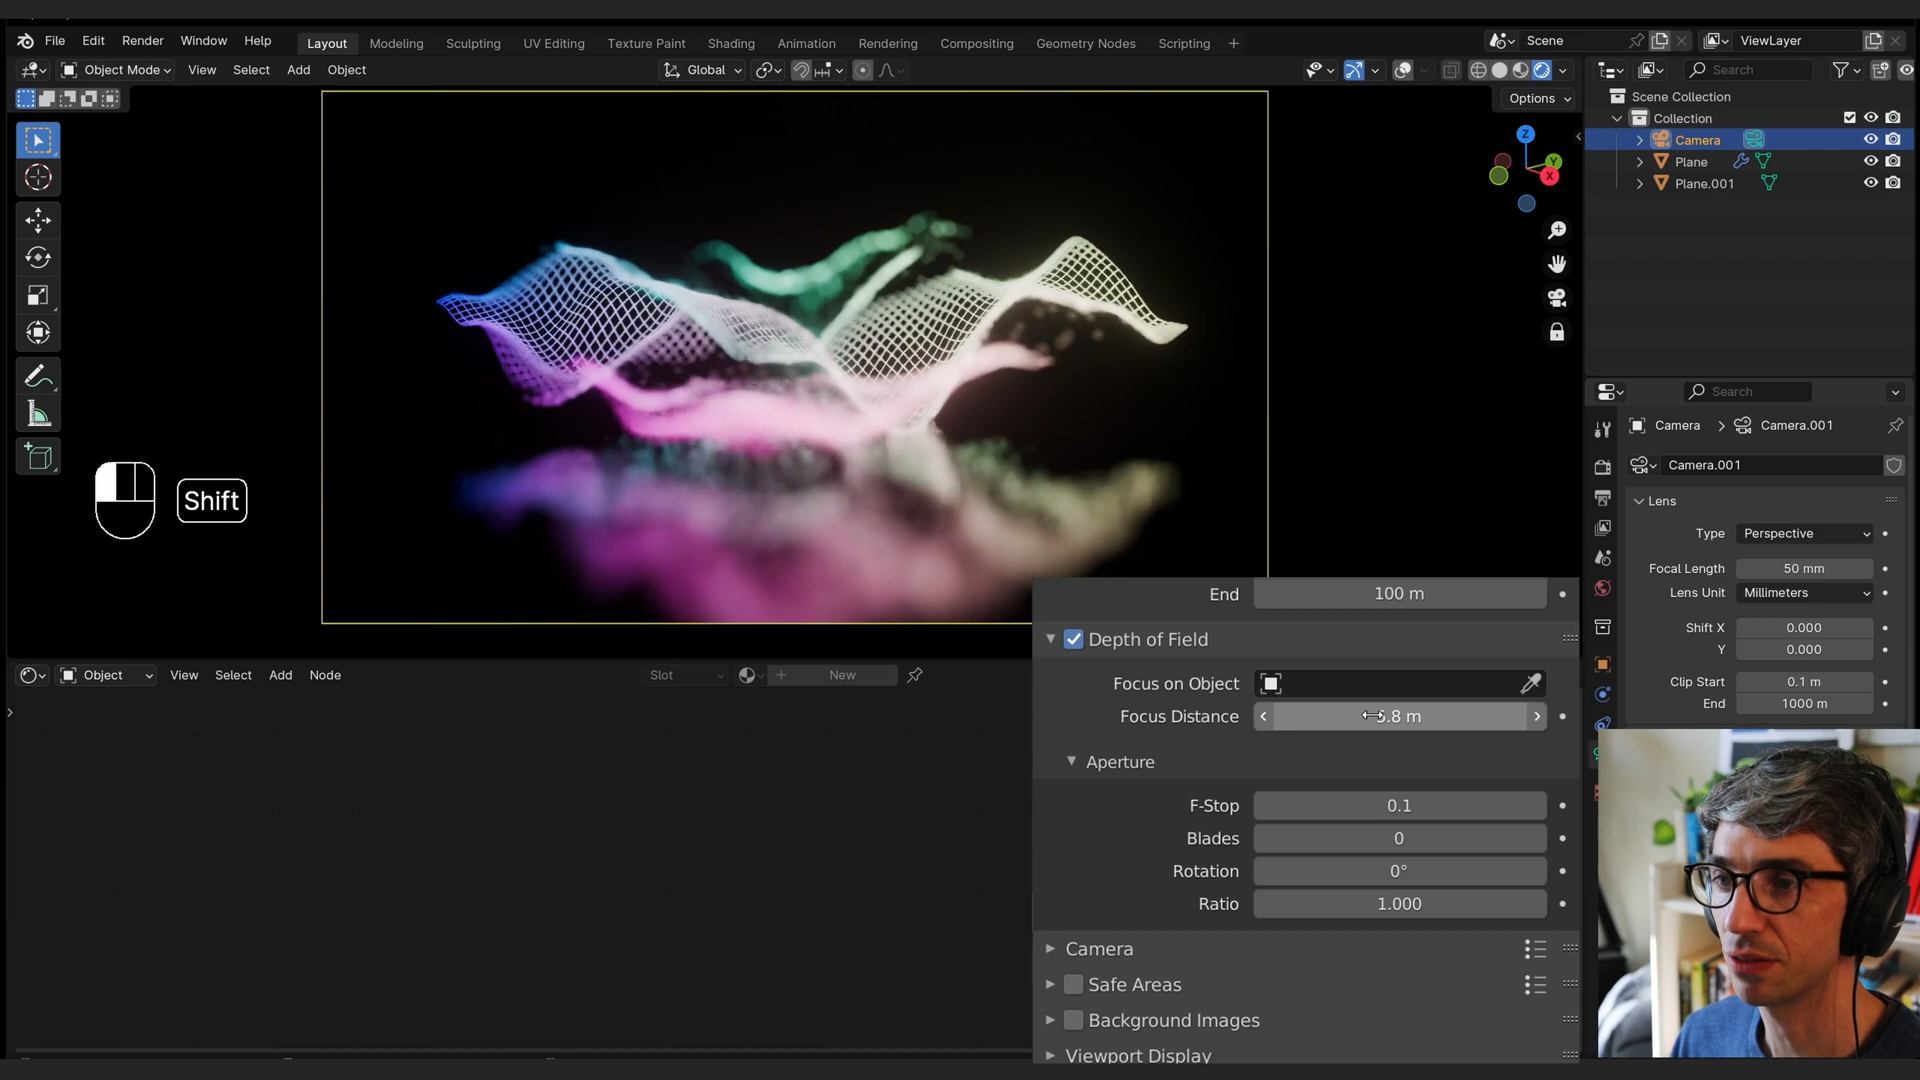 File Edit Render Window Help Layout Modeling Sculpting UV Editing Texture Paint Shading Animation Rendering Compositing Geometry Nodes Scripting + Scene ViewLayer
Object Mode View Select Add Object Global Search
Options
Scene Collection
Collection
Camera
Plane
Plane.001
Z
Y
X
Search
Camera > Camera.001
Camera.001
Lens
Type Perspective
Focal Length 50 mm
Lens Unit Millimeters
Shift X 0.000
Y 0.000
Clip Start 0.1 m
End 1000 m
Shift
Object View Select Add Node Slot New
End 100 m
Depth of Field
Focus on Object
Focus Distance
Aperture
F-Stop 0.1
Blades 0
Rotation 0°
Ratio 1.000
Camera
Safe Areas
Background Images
Viewport Display